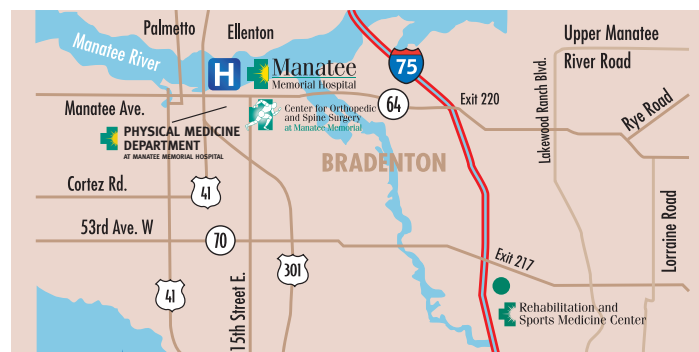 Palmetto
Ellenton
Upper Manatee
River Road
Manatee River
H
Manatee
Memorial Hospital
75
Lakewood Ranch Blvd.
Manatee Ave.
64
Exit 220
Rye Road
Center for Orthopedic
and Spine Surgery
at Manatee Memorial
PHYSICAL MEDICINE
DEPARTMENT
AT MANATEE MEMORIAL HOSPITAL
BRADENTON
Cortez Rd.
41
53rd Ave. W
70
Exit 217
Lorraine Road
301
41
15th Street E.
Rehabilitation and
Sports Medicine Center